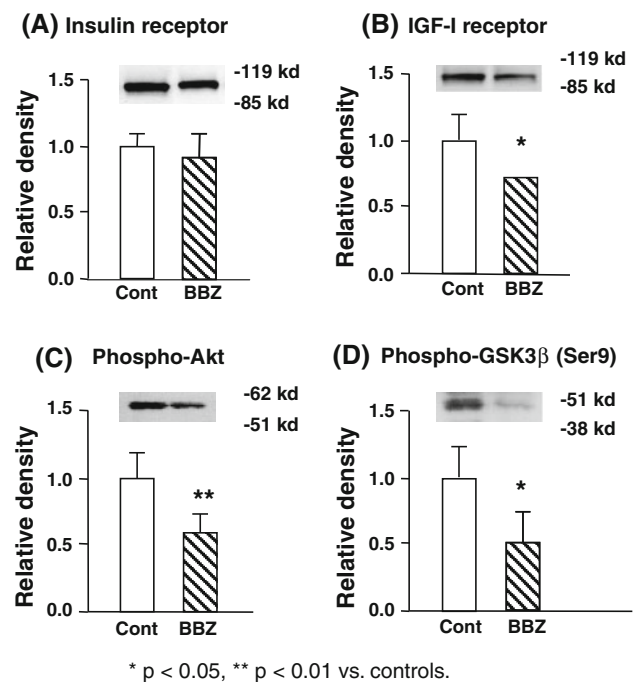 (A) Insulin receptor
1.5
1.0
0.5
0.0
Relative density
-119 kd
-85 kd
Cont BBZ
(B) IGF-I receptor
1.5
1.0
0.5
0.0
Relative density
-119 kd
-85 kd
*
Cont BBZ
(C) Phospho-Akt
1.5
1.0
0.5
0.0
Relative density
-62 kd
-51 kd
**
Cont BBZ
(D) Phospho-GSK3β (Ser9)
1.5
1.0
0.5
0.0
Relative density
-51 kd
-38 kd
*
Cont BBZ
* p < 0.05, ** p < 0.01 vs. controls.